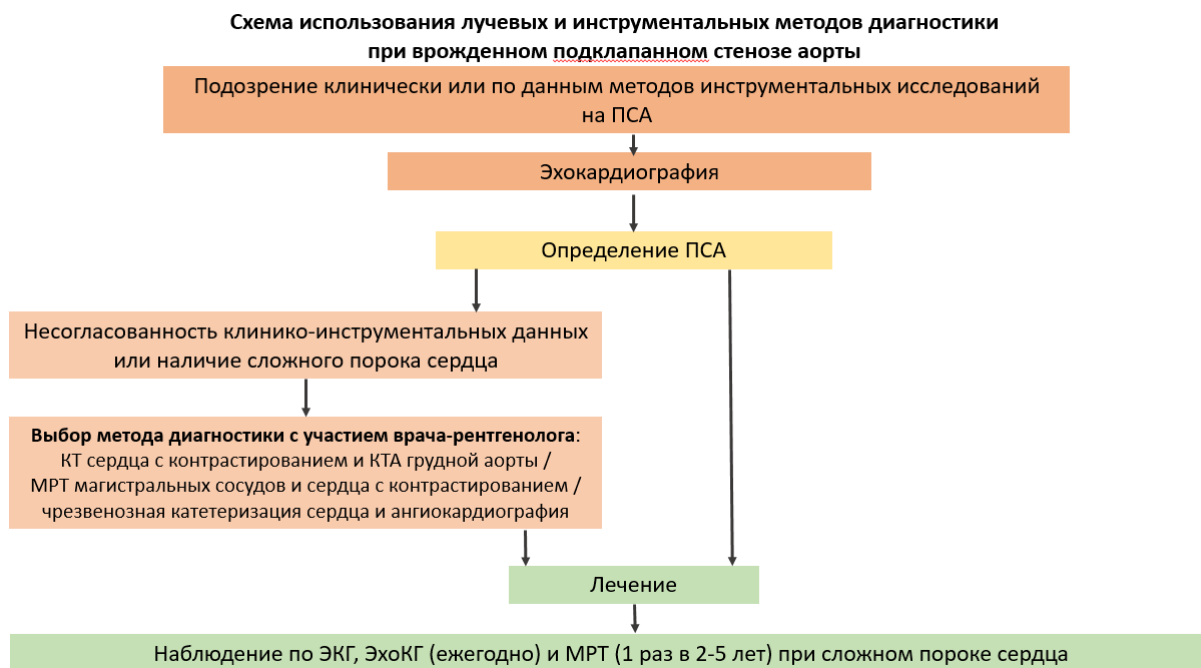 Схема использования лучевых и инструментальных методов диагностики
при врожденном подклапанном стенозе аорты
Подозрение клинически или по данным методов инструментальных исследований
на ПСА
Эхокардиография
Определение ПСА
Несогласованность клинико-инструментальных данных
или наличие сложного порока сердца
Выбор метода диагностики с участием врача-рентгенолога:
КТ сердца с контрастированием и КТА грудной аорты /
МРТ магистральных сосудов и сердца с контрастированием /
чрезвенозная катетеризация сердца и ангиокардиография
Лечение
Наблюдение по ЭКГ, ЭхоКГ (ежегодно) и МРТ (1 раз в 2-5 лет) при сложном пороке сердца